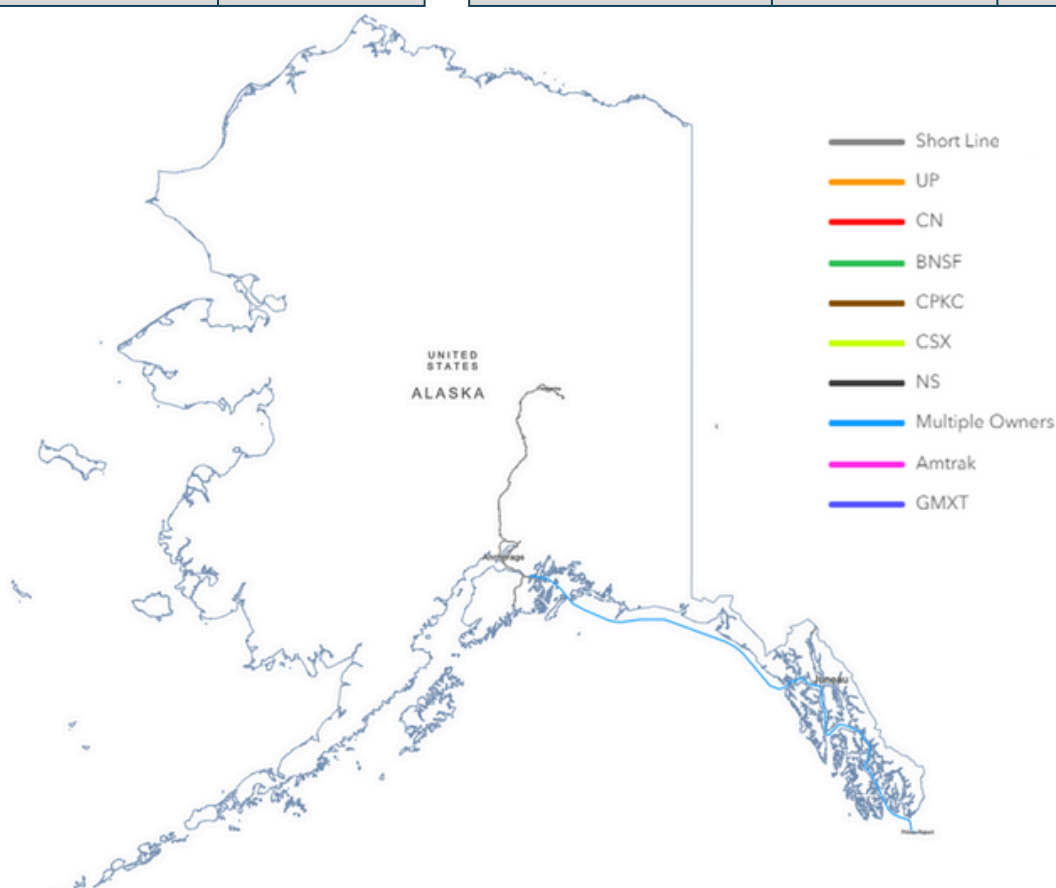 Short Line
UP
CN
BNSF
CPKC
CSX
NS
Multiple Owners
Amtrak
GMXT
UNITED
STATES
ALASKA
Anchorage
Juneau